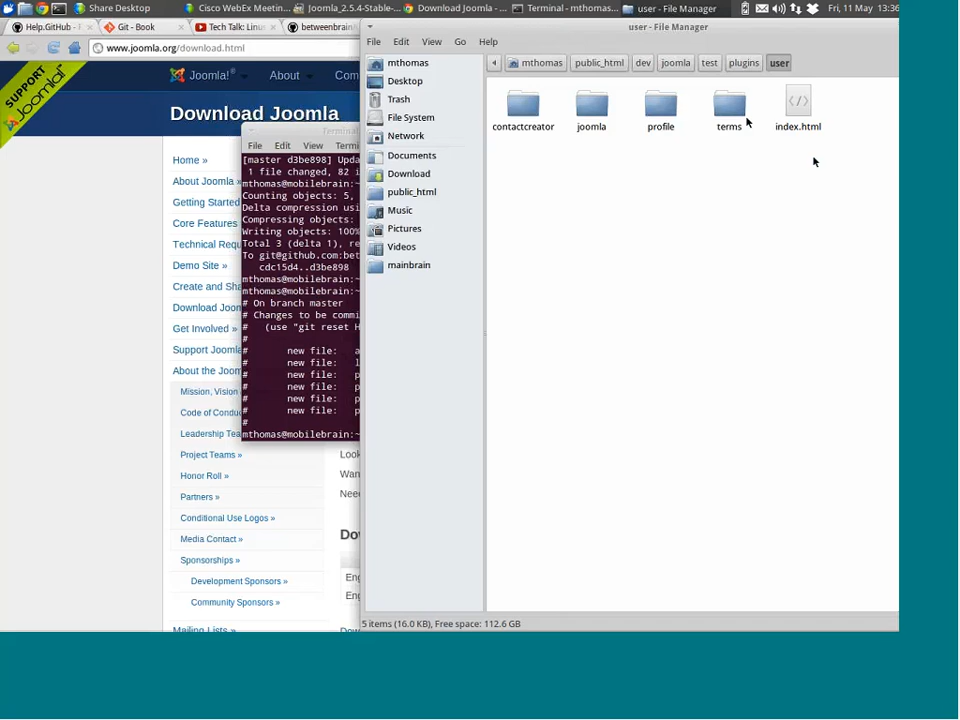 Share Desktop
Cisco WebEx Meetin...
Joomla_2.5.4-Stable-...
Download Joomla - ...
Terminal - mthomas...
user - File Manager
Fri, 11 May 13:36
Help.GitHub -
Git - Book
Tech Talk: Linus
betweenbrain
www.joomla.org/download.html
user - File Manager
File Edit View Go Help
mthomas public_html dev joomla test plugins user
mthomas
Desktop
Trash
File System
Network
Documents
Download
public_html
Music
Pictures
Videos
mainbrain
contactcreator
joomla
profile
terms
index.html
5 items (16.0 KB), Free space: 112.6 GB
SUPPORT
Joomla!
Joomla!® About Com
Download Joomla
Home »
About Joomla »
Getting Started
Core Features
Technical Requ
Demo Site »
Create and Sha
Download Joo
Get Involved »
Support Joomla
About the Joo
Mission, Vision
Code of Conduc
Leadership Tea
Project Teams »
Honor Roll »
Partners »
Conditional Use Logos »
Media Contact »
Sponsorships »
Development Sponsors »
Community Sponsors »
Mailing Lists »
Termina
File Edit View Termi
[master d3be898] Upda
1 file changed, 82 i
mthomas@mobilebrain:~
Counting objects: 5,
Delta compression usi
Compressing objects:
Writing objects: 100%
Total 3 (delta 1), re
To git@github.com:bet
cdc15d4..d3be898
mthomas@mobilebrain:~
mthomas@mobilebrain:~
# On branch master
# Changes to be commi
#   (use "git reset H
#
#       new file:   a
#       new file:   l
#       new file:   p
#       new file:   p
#       new file:   p
#       new file:   p
#
mthomas@mobilebrain:~
Look
Wan
Nee
Do
Eng
Eng